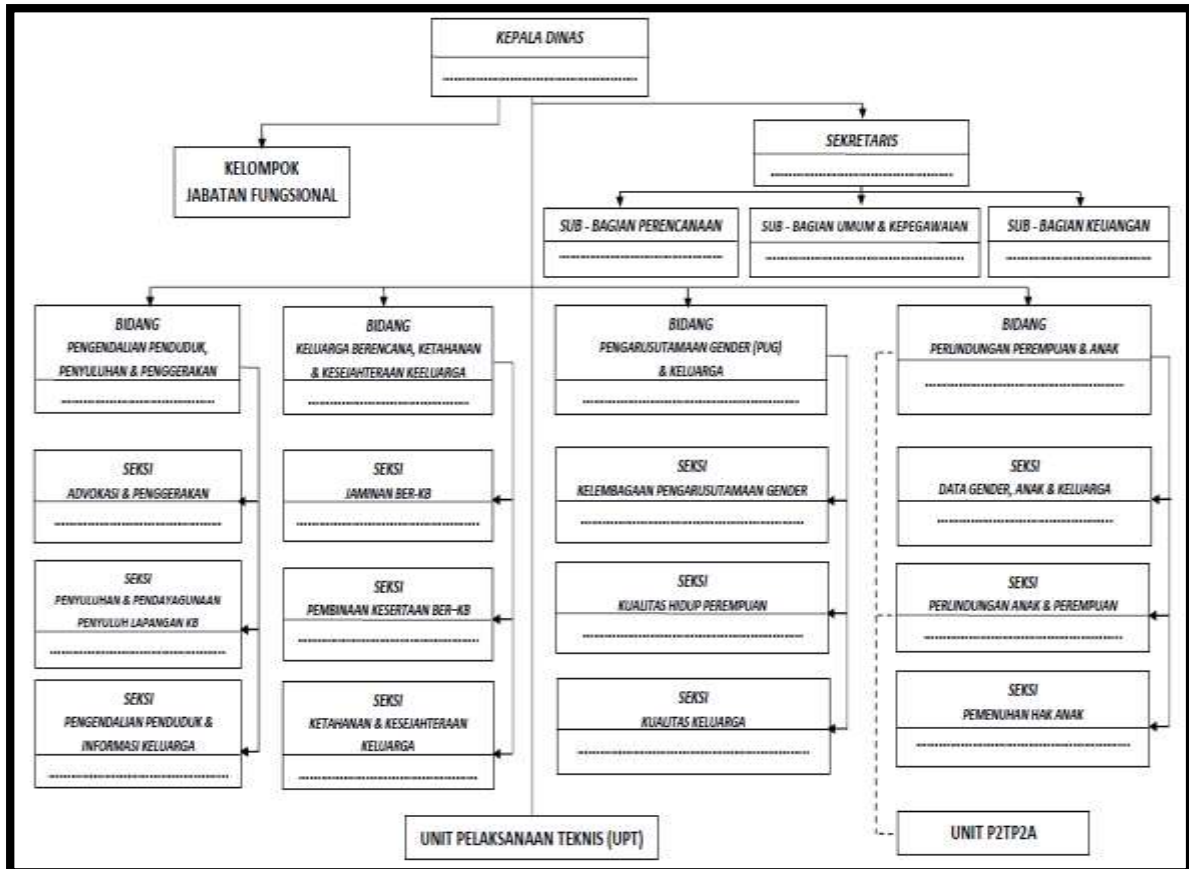 KEPALA DINAS
KELOMPOK
JABATAN FUNGSIONAL
SEKRETARIS
SUB - BAGIAN PERENCANAAN
SUB - BAGIAN UMUM & KEPEGAWAIAN
SUB - BAGIAN KEUANGAN
BIDANG
PENGENDALIAN PENDUDUK,
PENYULUHAN & PENGGERAKAN
BIDANG
KELUARGA BERENCANA, KETAHANAN
& KESEJAHTERAAN KEELUARGA
BIDANG
PENGARUSUTAMAAN GENDER (PUG)
& KELUARGA
BIDANG
PERLINDUNGAN PEREMPUAN & ANAK
SEKSI
ADVOKASI & PENGGERAKAN
SEKSI
JAMINAN BER-KB
SEKSI
KELEMBAGAAN PENGARUSUTAMAAN GENDER
SEKSI
DATA GENDER, ANAK & KELUARGA
SEKSI
PENYULUHAN & PENDAYAGUNAAN
PENYULUH LAPANGAN KB
SEKSI
PEMBINAAN KESERTAAN BER-KB
SEKSI
KUALITAS HIDUP PEREMPUAN
SEKSI
PERLINDUNGAN ANAK & PEREMPUAN
SEKSI
PENGENDALIAN PENDUDUK &
INFORMASI KELUARGA
SEKSI
KETAHANAN & KESEJAHTERAAN
KELUARGA
SEKSI
KUALITAS KELUARGA
SEKSI
PEMENUHAN HAK ANAK
UNIT PELAKSANAAN TEKNIS (UPT)
UNIT P2TP2A